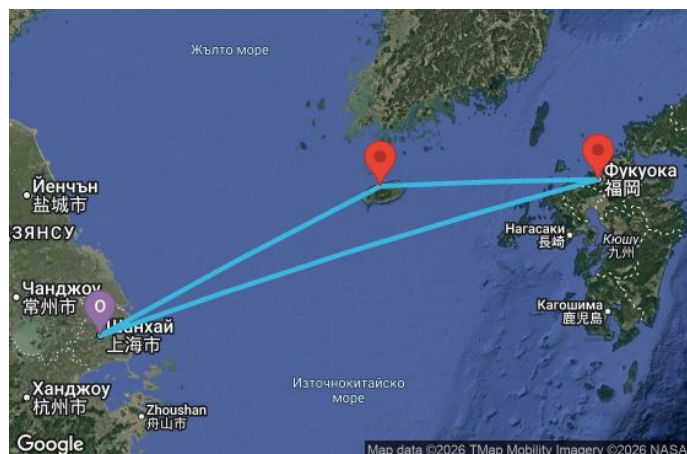 Жълто море
Йенчън
盐城市
ДЗЯНСУ
Чанджоу
常州市
O
Шанхай
上海市
Ханджоу
杭州市
Zhoushan
舟山市
Източнокитайско
море
Фукуока
福岡
Нагасаки
長崎
Кюшу
九州
Кагошима
鹿児島
Google
Map data ©2026 TMap Mobility Imagery ©2026 NASA